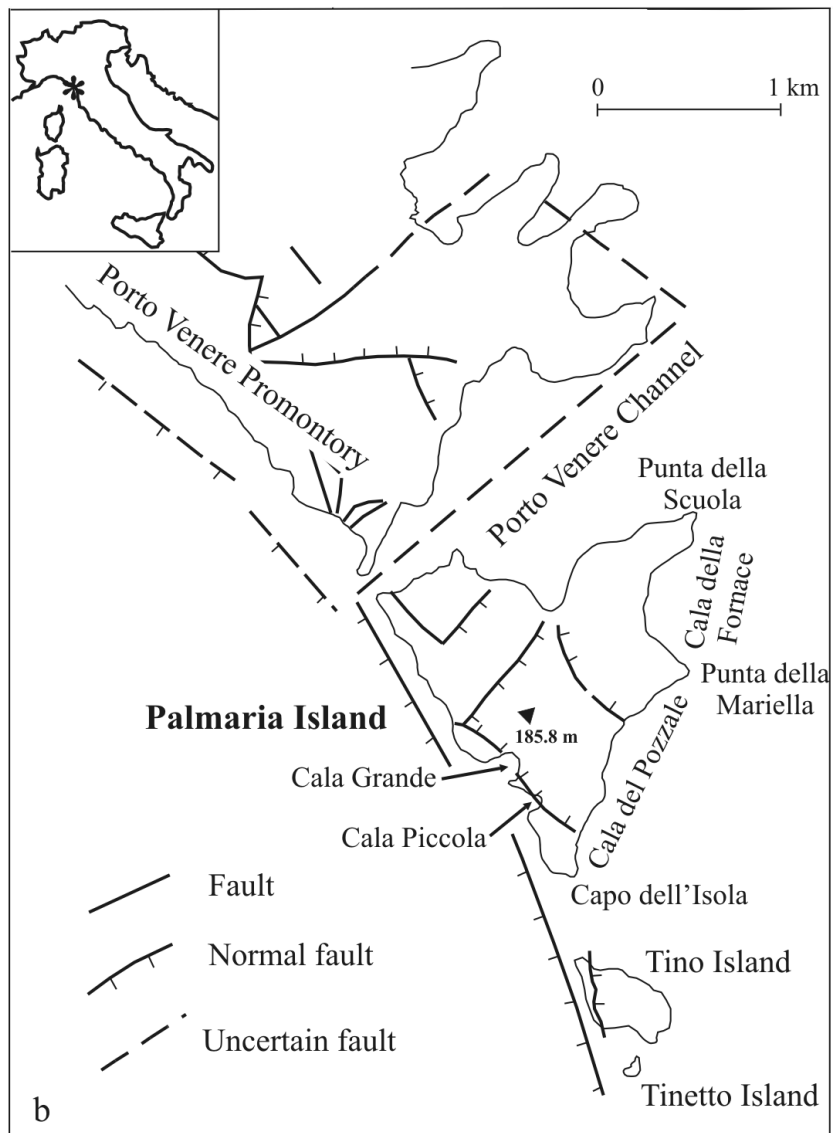 0 1 km
Porto Venere Promontory
Porto Venere Channel
Punta della
Scuola
Cala della
Fornace
Punta della
Mariella
Palmaria Island
185.8 m
Cala Grande
Cala del Pozzale
Cala Piccola
Fault
Capo dell’Isola
Normal fault
Tino Island
Uncertain fault
Tinetto Island
b